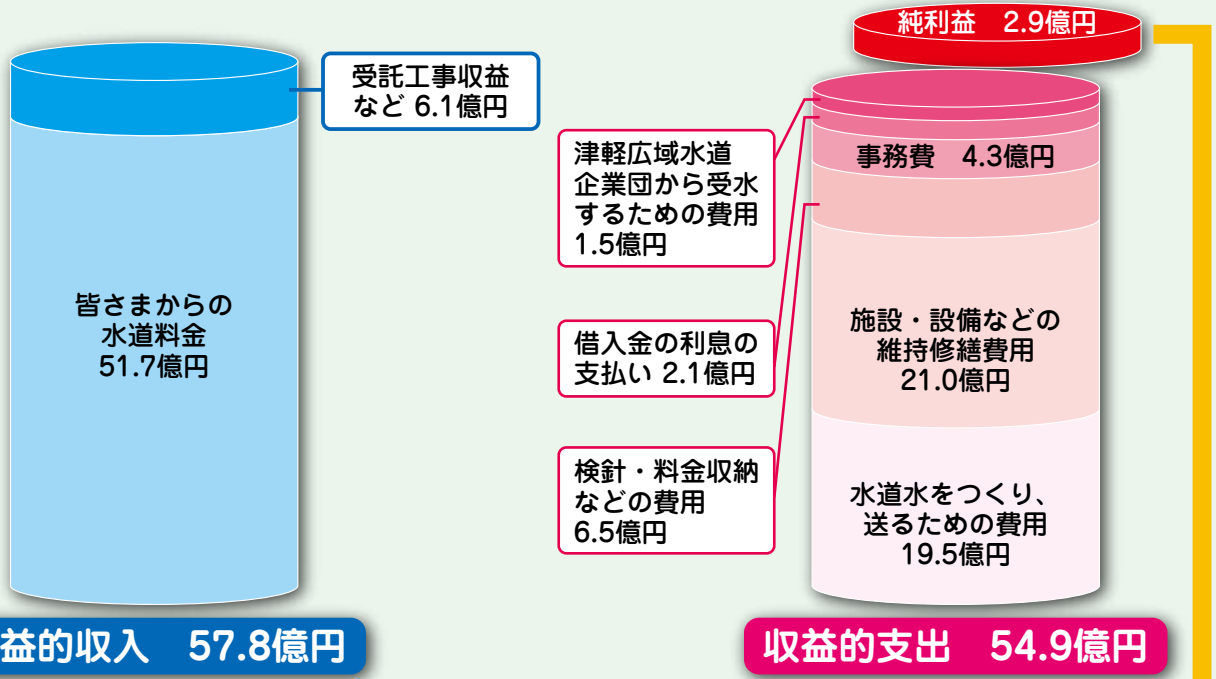 受託工事収益
など 6.1億円
皆さまからの
水道料金
51.7億円
益的収入　57.8億円
純利益　2.9億円
津軽広域水道
企業団から受水
するための費用
1.5億円
借入金の利息の
支払い 2.1億円
検針・料金収納
などの費用
6.5億円
事務費　4.3億円
施設・設備などの
維持修繕費用
21.0億円
水道水をつくり、
送るための費用
19.5億円
収益的支出　54.9億円